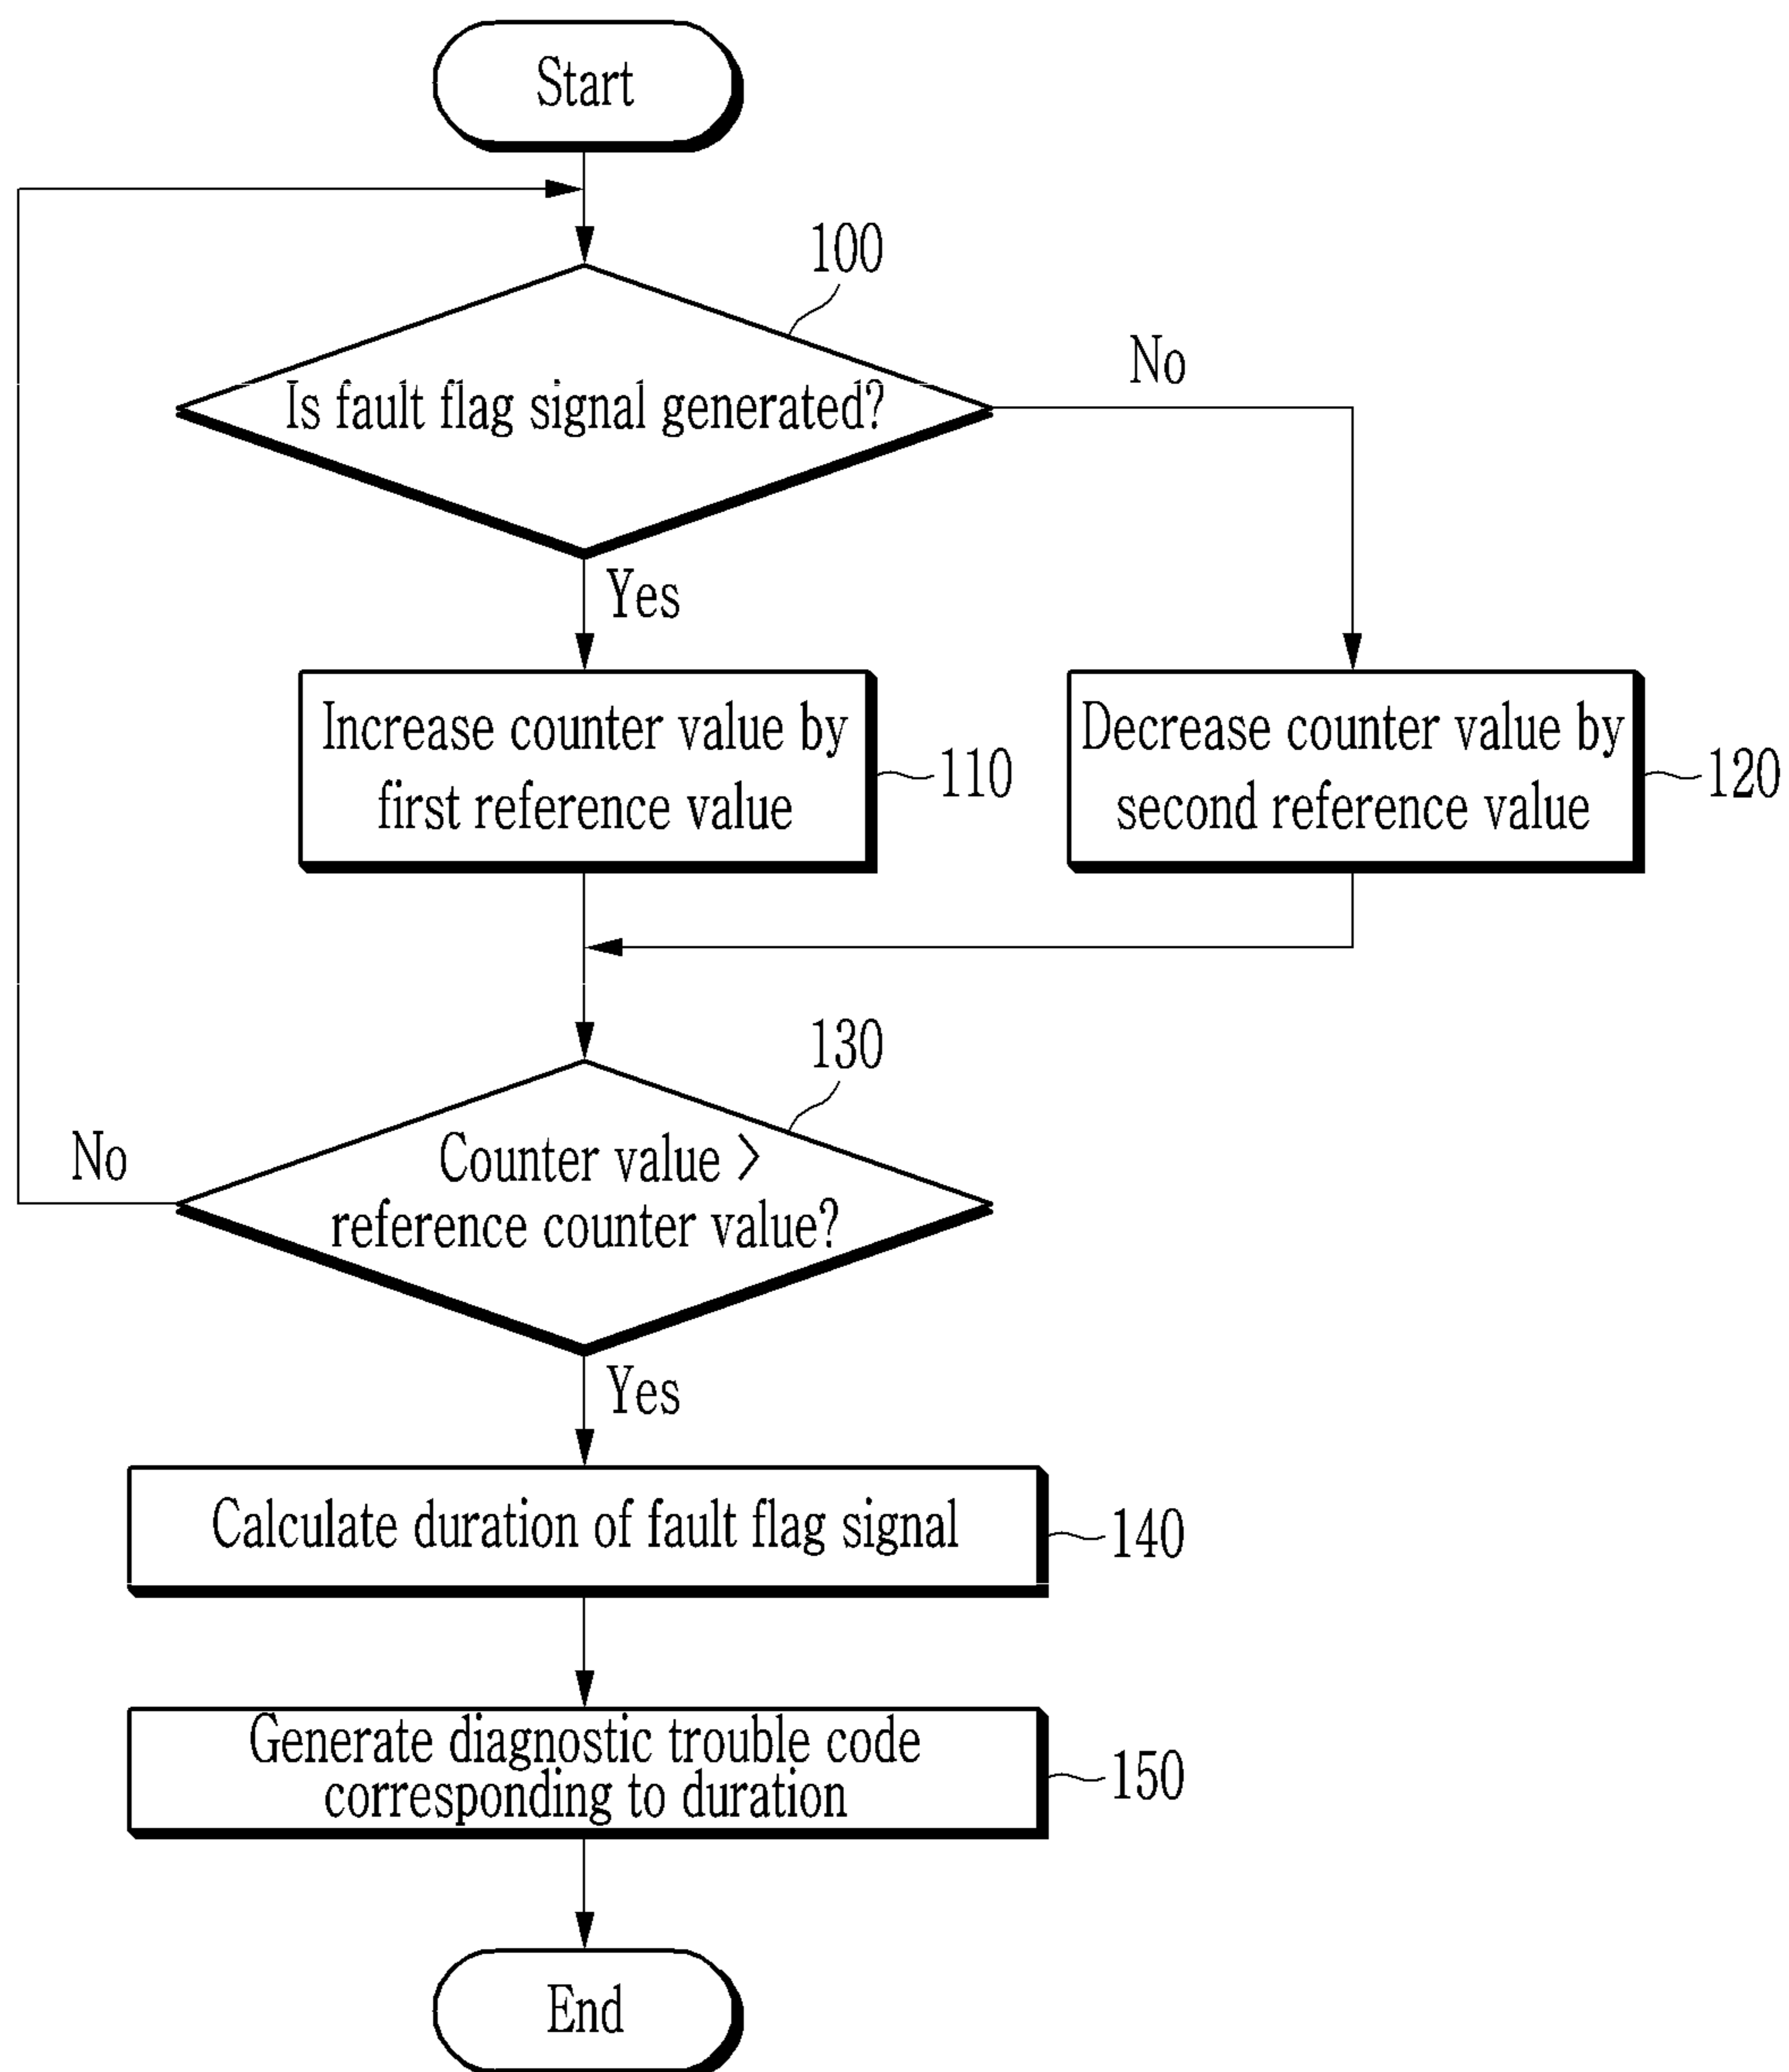 Start
100
Is fault flag signal generated?
No
Yes
Increase counter value by
first reference value
110
Decrease counter value by
second reference value
120
130
Counter value >
reference counter value?
No
Yes
Calculate duration of fault flag signal
140
Generate diagnostic trouble code
corresponding to duration
150
End